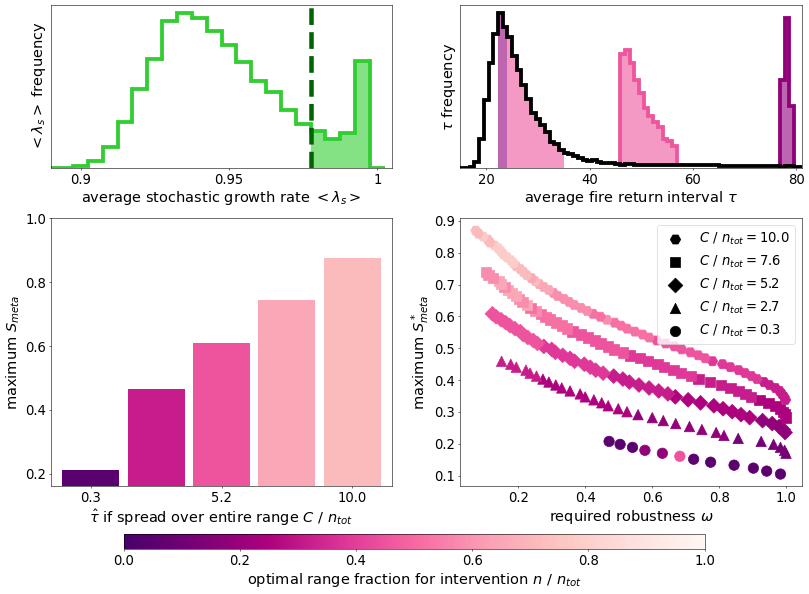 < λs > frequency
0.9 0.95 1
average stochastic growth rate < λs >
τ frequency
20 40 60 80
average fire return interval τ
maximum Smeta
1.0
0.8
0.6
0.4
0.2
0.3 5.2 10.0
τ̂ if spread over entire range C / ntot
maximum S*meta
0.9
0.8
0.7
0.6
0.5
0.4
0.3
0.2
0.1
C / ntot = 10.0
C / ntot = 7.6
C / ntot = 5.2
C / ntot = 2.7
C / ntot = 0.3
0.2 0.4 0.6 0.8 1.0
required robustness ω
0.0 0.2 0.4 0.6 0.8 1.0
optimal range fraction for intervention n / ntot